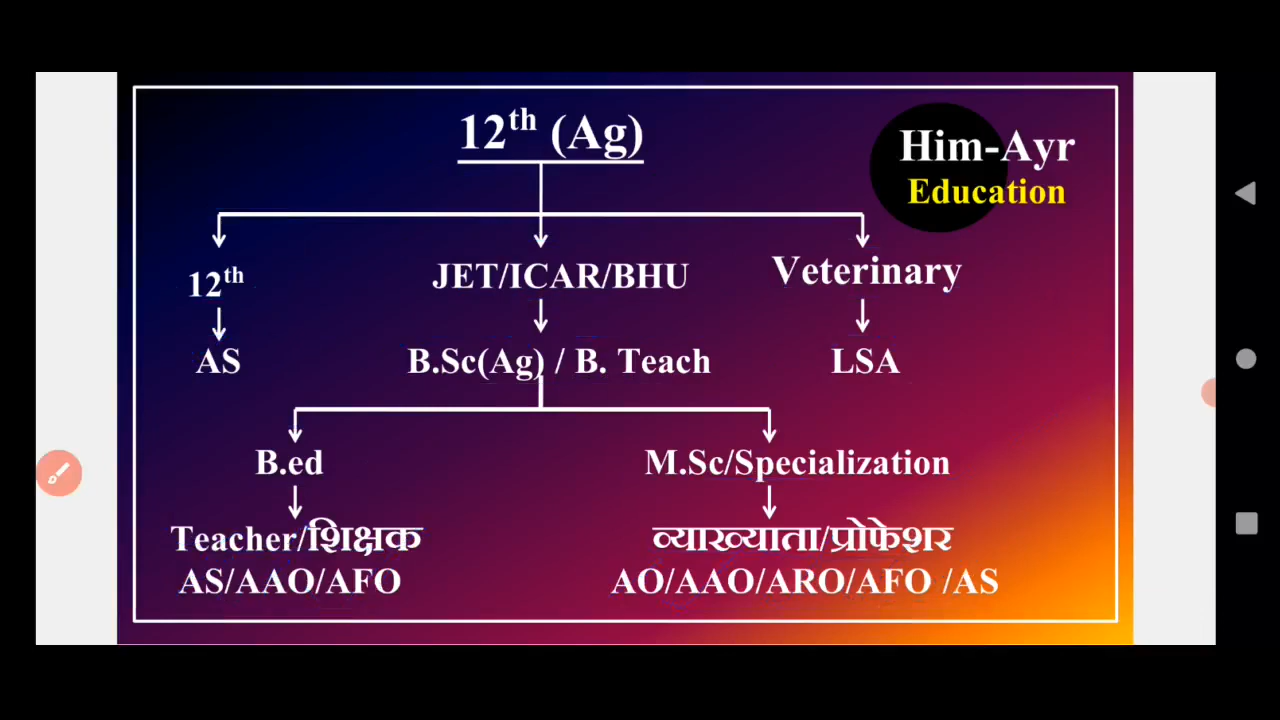 12th (Ag)
Him-Ayr
Education
12th
JET/ICAR/BHU
Veterinary
AS
B.Sc(Ag) / B. Teach
LSA
B.ed
M.Sc/Specialization
Teacher/शिक्षक
व्याख्याता/प्रोफेशर
AS/AAO/AFO
AO/AAO/ARO/AFO /AS